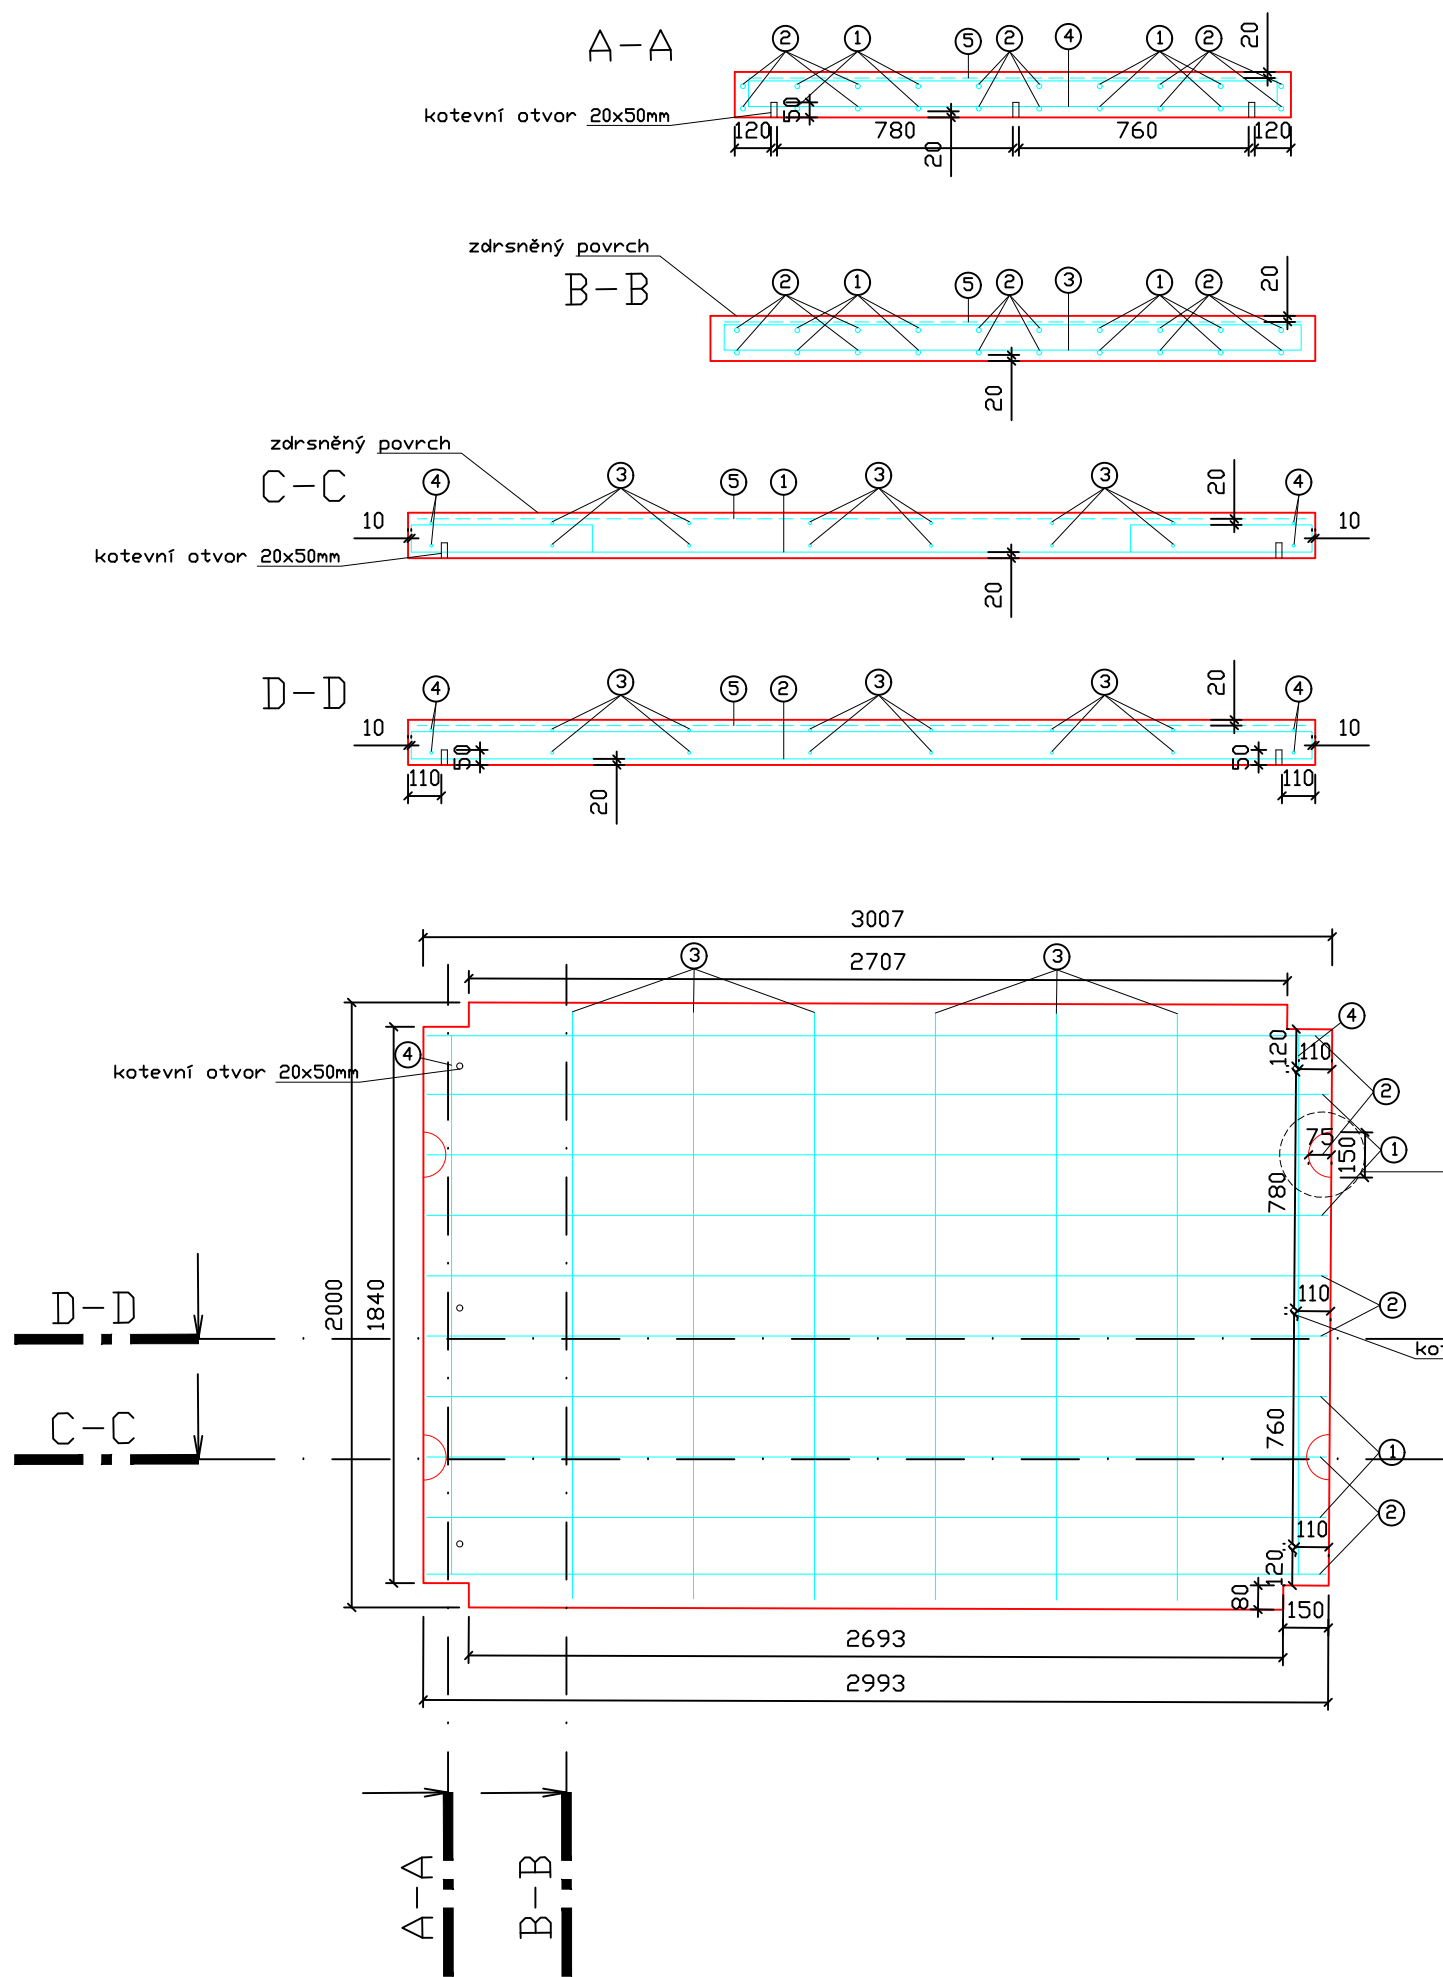 A-A
2 1 5 2 4 1 2
20
kotevní otvor 20x50mm
50
120 780 760 120
20
zdrsněný povrch
B-B
2 1 5 2 3 1 2
20
20
zdrsněný povrch
C-C
4 3 5 1 3 3 4
20
10 10
kotevní otvor 20x50mm
20
D-D
4 3 5 2 3 3 4
20
10 10
50 50
110 110
20
3007
2707
3 3
4
120
110
4
kotevní otvor 20x50mm
2
75
150
1
780
2000
1840
D-D
110
2
kot
C-C
760
1
2
110
120
80
150
2693
2993
A-A
B-B